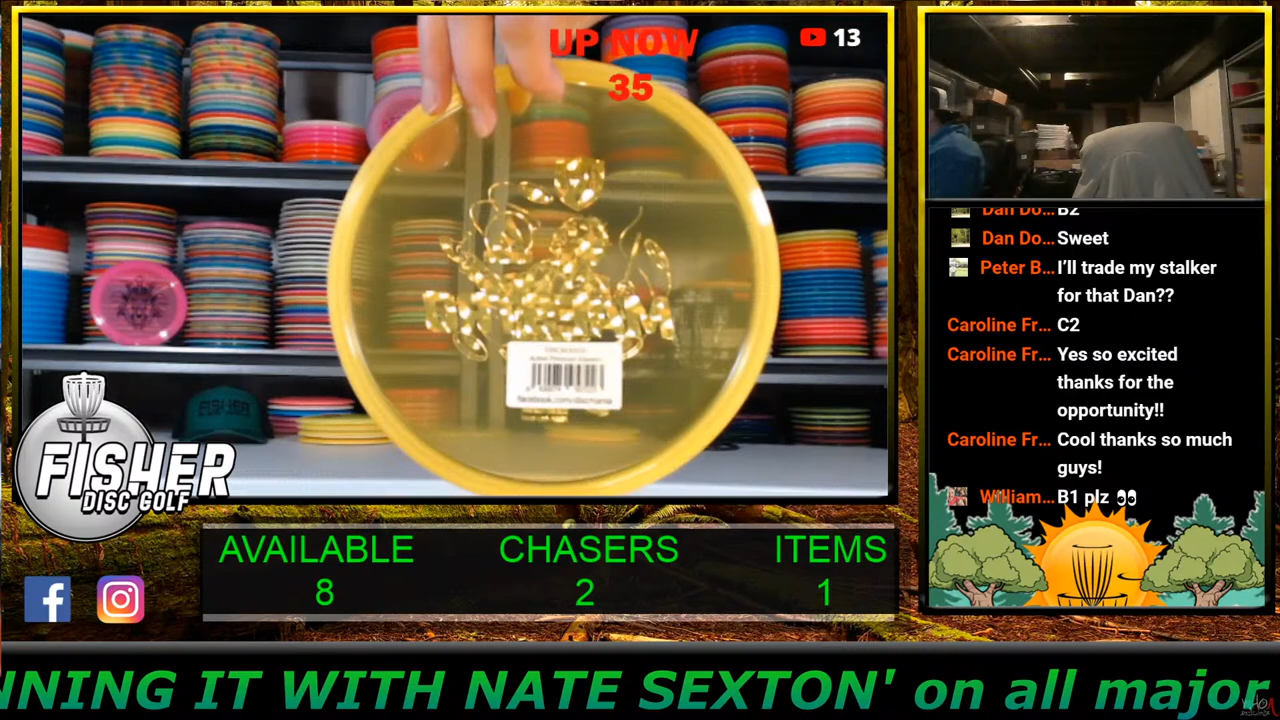 UP NOW
35
13
facebook.com/discmania
FISHER
DISC GOLF
AVAILABLE
8
CHASERS
2
ITEMS
1
Dan Do... B2
Dan Do... Sweet
Peter B... I'll trade my stalker
for that Dan??
Caroline Fr... C2
Caroline Fr... Yes so excited
thanks for the
opportunity!!
Caroline Fr... Cool thanks so much
guys!
William... B1 plz 👀
NNING IT WITH NATE SEXTON' on all major